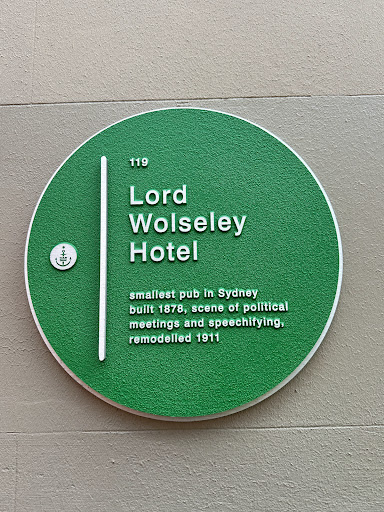 119
Lord
Wolseley
Hotel
smallest pub in Sydney
built 1878, scene of political
meetings and speechifying,
remodelled 1911